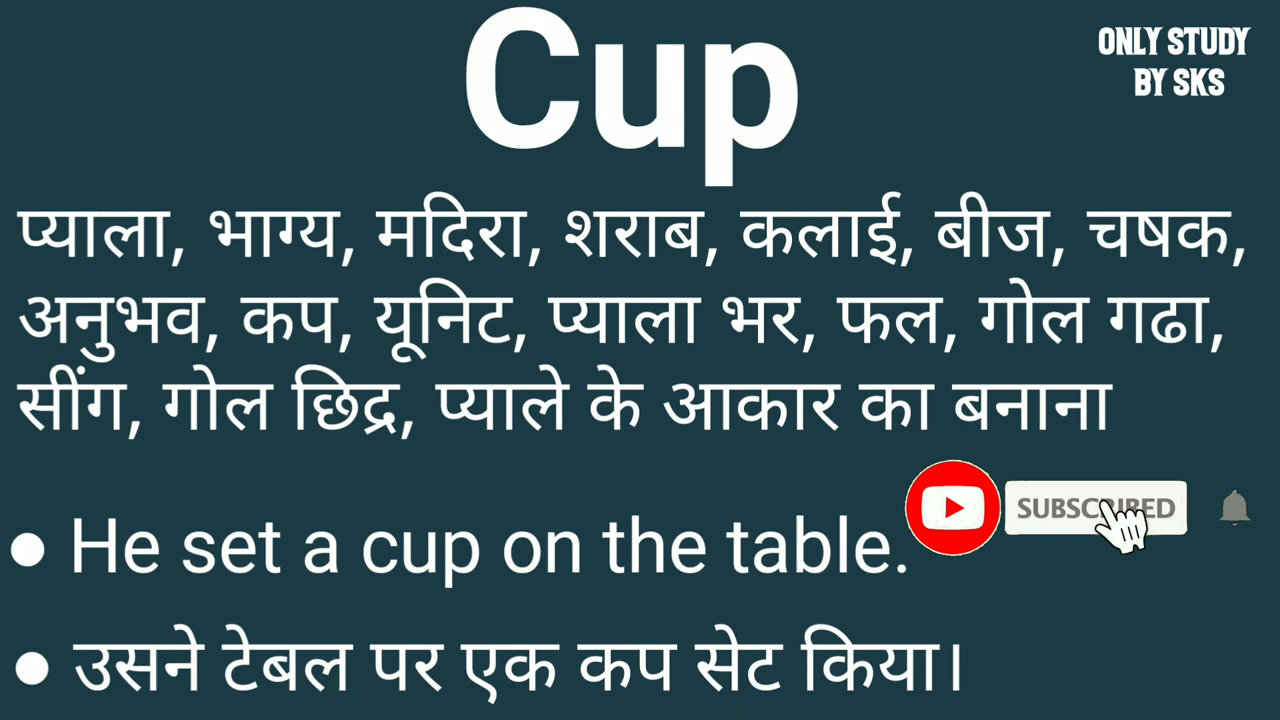 Cup
ONLY STUDY
BY SKS
प्याला, भाग्य, मदिरा, शराब, कलाई, बीज, चषक,
अनुभव, कप, यूनिट, प्याला भर, फल, गोल गढा,
सींग, गोल छिद्र, प्याले के आकार का बनाना
SUBSCRIBED
● He set a cup on the table.
● उसने टेबल पर एक कप सेट किया।